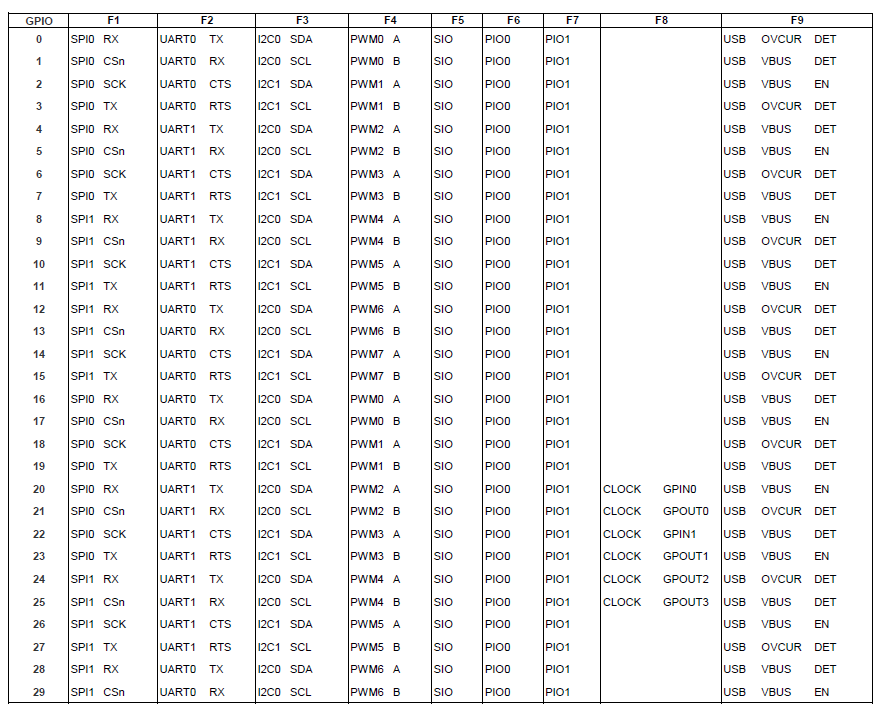 GPIO F1 F2 F3 F4 F5 F6 F7 F8 F9
0 SPI0 RX UART0 TX I2C0 SDA PWM0 A SIO PIO0 PIO1 USB OVCUR DET
1 SPI0 CSn UART0 RX I2C0 SCL PWM0 B SIO PIO0 PIO1 USB VBUS DET
2 SPI0 SCK UART0 CTS I2C1 SDA PWM1 A SIO PIO0 PIO1 USB VBUS EN
3 SPI0 TX UART0 RTS I2C1 SCL PWM1 B SIO PIO0 PIO1 USB OVCUR DET
4 SPI0 RX UART1 TX I2C0 SDA PWM2 A SIO PIO0 PIO1 USB VBUS DET
5 SPI0 CSn UART1 RX I2C0 SCL PWM2 B SIO PIO0 PIO1 USB VBUS EN
6 SPI0 SCK UART1 CTS I2C1 SDA PWM3 A SIO PIO0 PIO1 USB OVCUR DET
7 SPI0 TX UART1 RTS I2C1 SCL PWM3 B SIO PIO0 PIO1 USB VBUS DET
8 SPI1 RX UART1 TX I2C0 SDA PWM4 A SIO PIO0 PIO1 USB VBUS EN
9 SPI1 CSn UART1 RX I2C0 SCL PWM4 B SIO PIO0 PIO1 USB OVCUR DET
10 SPI1 SCK UART1 CTS I2C1 SDA PWM5 A SIO PIO0 PIO1 USB VBUS DET
11 SPI1 TX UART1 RTS I2C1 SCL PWM5 B SIO PIO0 PIO1 USB VBUS EN
12 SPI1 RX UART0 TX I2C0 SDA PWM6 A SIO PIO0 PIO1 USB OVCUR DET
13 SPI1 CSn UART0 RX I2C0 SCL PWM6 B SIO PIO0 PIO1 USB VBUS DET
14 SPI1 SCK UART0 CTS I2C1 SDA PWM7 A SIO PIO0 PIO1 USB VBUS EN
15 SPI1 TX UART0 RTS I2C1 SCL PWM7 B SIO PIO0 PIO1 USB OVCUR DET
16 SPI0 RX UART0 TX I2C0 SDA PWM0 A SIO PIO0 PIO1 USB VBUS DET
17 SPI0 CSn UART0 RX I2C0 SCL PWM0 B SIO PIO0 PIO1 USB VBUS EN
18 SPI0 SCK UART0 CTS I2C1 SDA PWM1 A SIO PIO0 PIO1 USB OVCUR DET
19 SPI0 TX UART0 RTS I2C1 SCL PWM1 B SIO PIO0 PIO1 USB VBUS DET
20 SPI0 RX UART1 TX I2C0 SDA PWM2 A SIO PIO0 PIO1 CLOCK GPIN0 USB VBUS EN
21 SPI0 CSn UART1 RX I2C0 SCL PWM2 B SIO PIO0 PIO1 CLOCK GPOUT0 USB OVCUR DET
22 SPI0 SCK UART1 CTS I2C1 SDA PWM3 A SIO PIO0 PIO1 CLOCK GPIN1 USB VBUS DET
23 SPI0 TX UART1 RTS I2C1 SCL PWM3 B SIO PIO0 PIO1 CLOCK GPOUT1 USB VBUS EN
24 SPI1 RX UART1 TX I2C0 SDA PWM4 A SIO PIO0 PIO1 CLOCK GPOUT2 USB OVCUR DET
25 SPI1 CSn UART1 RX I2C0 SCL PWM4 B SIO PIO0 PIO1 CLOCK GPOUT3 USB VBUS DET
26 SPI1 SCK UART1 CTS I2C1 SDA PWM5 A SIO PIO0 PIO1 USB VBUS EN
27 SPI1 TX UART1 RTS I2C1 SCL PWM5 B SIO PIO0 PIO1 USB OVCUR DET
28 SPI1 RX UART0 TX I2C0 SDA PWM6 A SIO PIO0 PIO1 USB VBUS DET
29 SPI1 CSn UART0 RX I2C0 SCL PWM6 B SIO PIO0 PIO1 USB VBUS EN